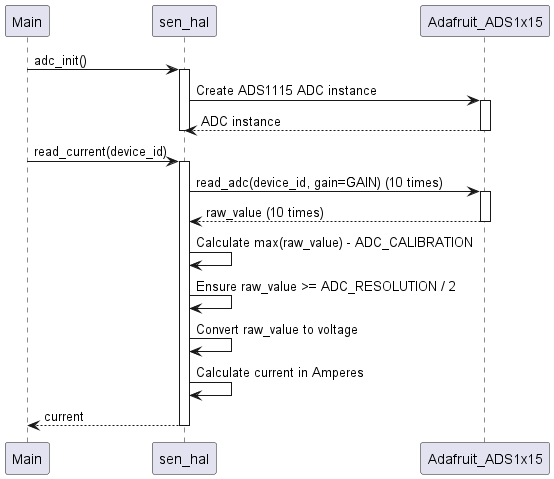 Main
sen_hal
Adafruit_ADS1x15
adc_init()
Create ADS1115 ADC instance
ADC instance
read_current(device_id)
read_adc(device_id, gain=GAIN) (10 times)
raw_value (10 times)
Calculate max(raw_value) - ADC_CALIBRATION
Ensure raw_value >= ADC_RESOLUTION / 2
Convert raw_value to voltage
Calculate current in Amperes
current
Main
sen_hal
Adafruit_ADS1x15